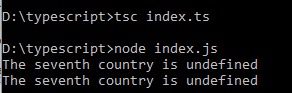 D:\typescript>tsc index.ts
D:\typescript>node index.js
The seventh country is undefined
The seventh country is undefined